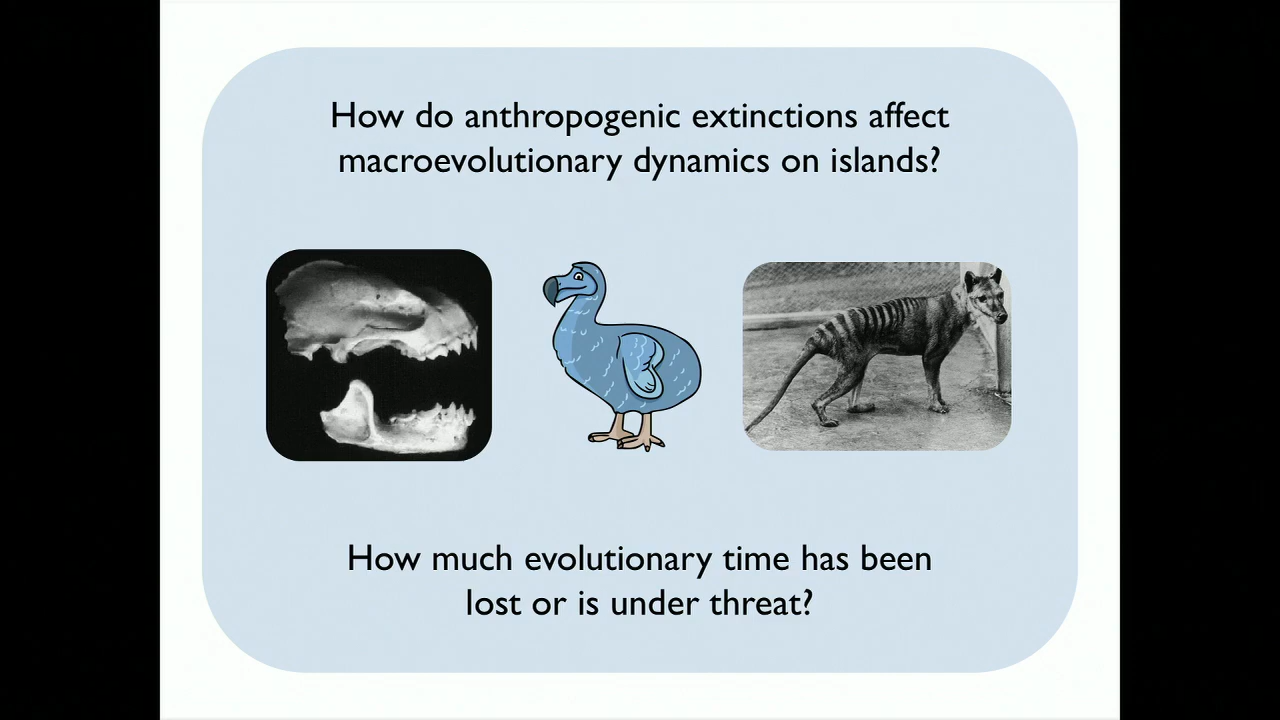 How do anthropogenic extinctions affect
macroevolutionary dynamics on islands?
How much evolutionary time has been
lost or is under threat?